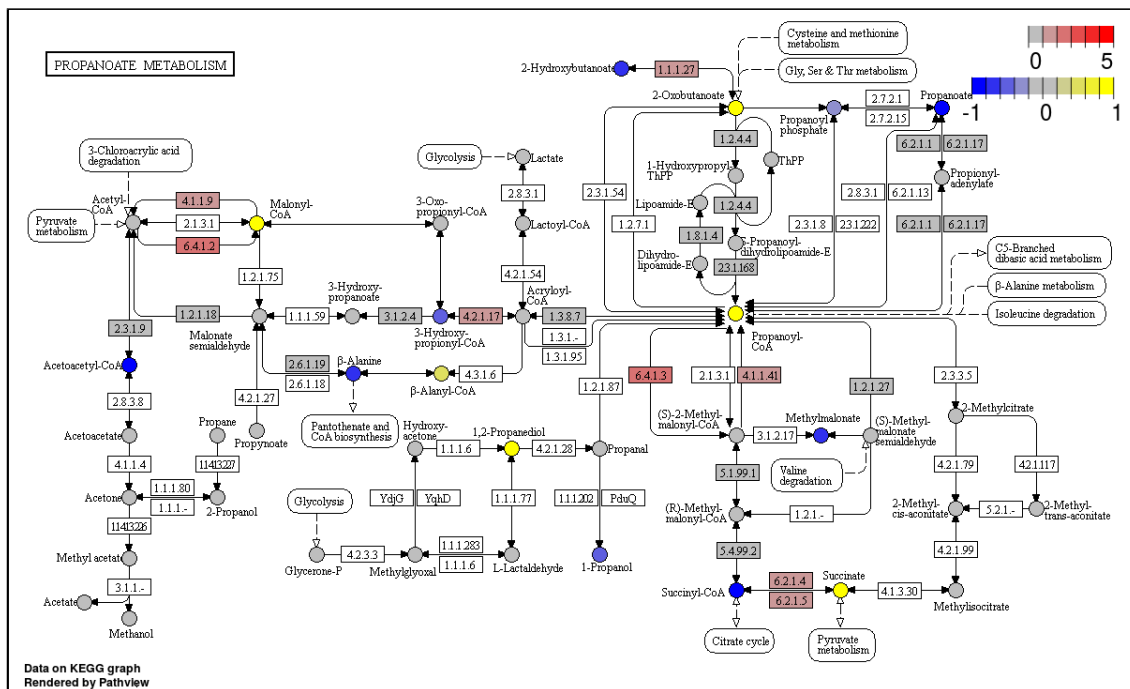 PROPANOATE METABOLISM
Cysteine and methionine
metabolism
Gly, Ser & Thr metabolism
0
5
-1
0
1
2-Hydroxybutanoate
1.1.1.27
2-Oxobutanoate
Propanoyl
phosphate
2.7.2.1
2.7.2.15
Propanoate
3-Chloroacrylic acid
degradation
Glycolysis
Lactate
1.2.4.4
6.2.1.1
6.2.1.17
1-Hydroxypropyl-
ThPP
ThPP
Propionyl-
adenylate
2.3.1.54
2.8.3.1
6.2.1.13
Acetyl-
CoA
4.1.1.9
2.1.3.1
6.4.1.2
Malonyl-
CoA
3-Oxo-
propionyl-CoA
2.8.3.1
Lactoyl-CoA
Lipoamide-E
1.2.4.4
1.2.7.1
2.3.1.8
2.3.1.222
6.2.1.1
6.2.1.17
Pyruvate
metabolism
1.8.1.4
S-Propanoyl-
dihydrolipoamide-E
Dihydro-
lipoamide-E
2.3.1.168
C5-Branched
dibasic acid metabolism
β-Alanine metabolism
Isoleucine degradation
1.2.1.75
4.2.1.54
3-Hydroxy-
propanoate
Acryloyl-
CoA
2.3.1.9
1.2.1.18
Malonate
semialdehyde
1.1.1.59
3.1.2.4
3-Hydroxy-
propionyl-CoA
4.2.1.17
1.3.8.7
1.3.1.-
1.3.1.95
Propanoyl-
CoA
Acetoacetyl-CoA
2.6.1.19
2.6.1.18
β-Alanine
β-Alanyl-CoA
4.3.1.6
1.2.1.87
6.4.1.3
2.1.3.1
4.1.1.41
1.2.1.27
2.3.3.5
2.8.3.8
4.2.1.27
Pantothenate and
CoA biosynthesis
Acetoacetate
Propane
Propynoate
Hydroxy-
acetone
1.1.1.6
1,2-Propanediol
4.2.1.28
Propanal
(S)-2-Methyl-
malonyl-CoA
3.1.2.17
Methylmalonate
(S)-Methyl-
malonate
semialdehyde
2-Methylcitrate
4.1.1.4
1.14.13.227
5.1.99.1
Valine
degradation
4.2.1.79
4.2.1.117
Acetone
1.1.1.80
1.1.1.-
2-Propanol
Glycolysis
YdjG
YqhD
1.1.1.77
1.1.1.202
PduQ
(R)-Methyl-
malonyl-CoA
1.2.1.-
2-Methyl-
cis-aconitate
5.2.1.-
2-Methyl-
trans-aconitate
1.14.13.226
Methyl acetate
Glycerone-P
4.2.3.3
Methylglyoxal
1.1.1.283
1.1.1.6
L-Lactaldehyde
1-Propanol
5.4.99.2
4.2.1.99
3.1.1.-
Acetate
Methanol
Succinyl-CoA
6.2.1.4
6.2.1.5
Succinate
4.1.3.30
Methylisocitrate
Citrate cycle
Pyruvate
metabolism
Data on KEGG graph
Rendered by Pathview